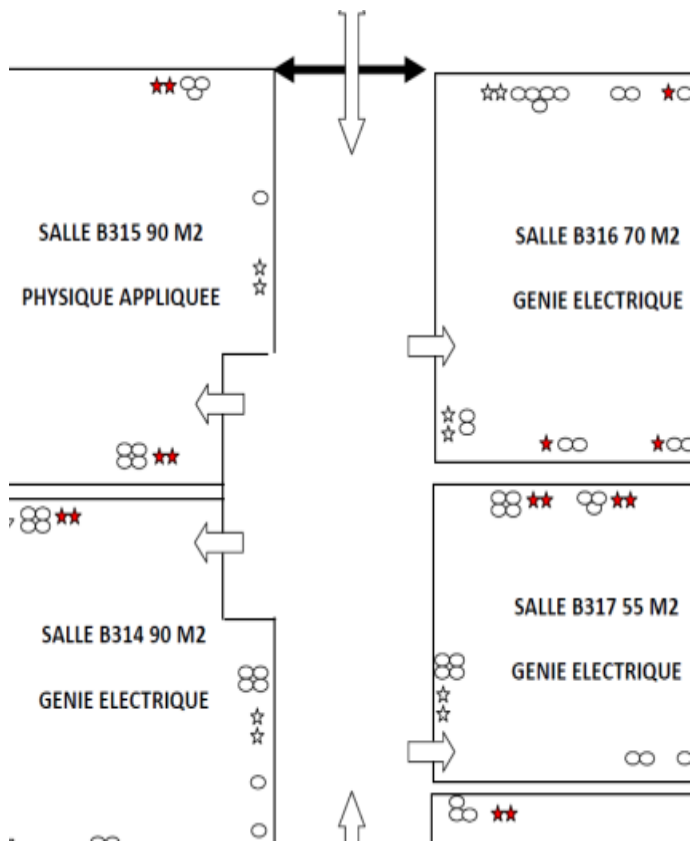 SALLE B315 90 M2
PHYSIQUE APPLIQUEE
SALLE B316 70 M2
GENIE ELECTRIQUE
SALLE B314 90 M2
GENIE ELECTRIQUE
SALLE B317 55 M2
GENIE ELECTRIQUE